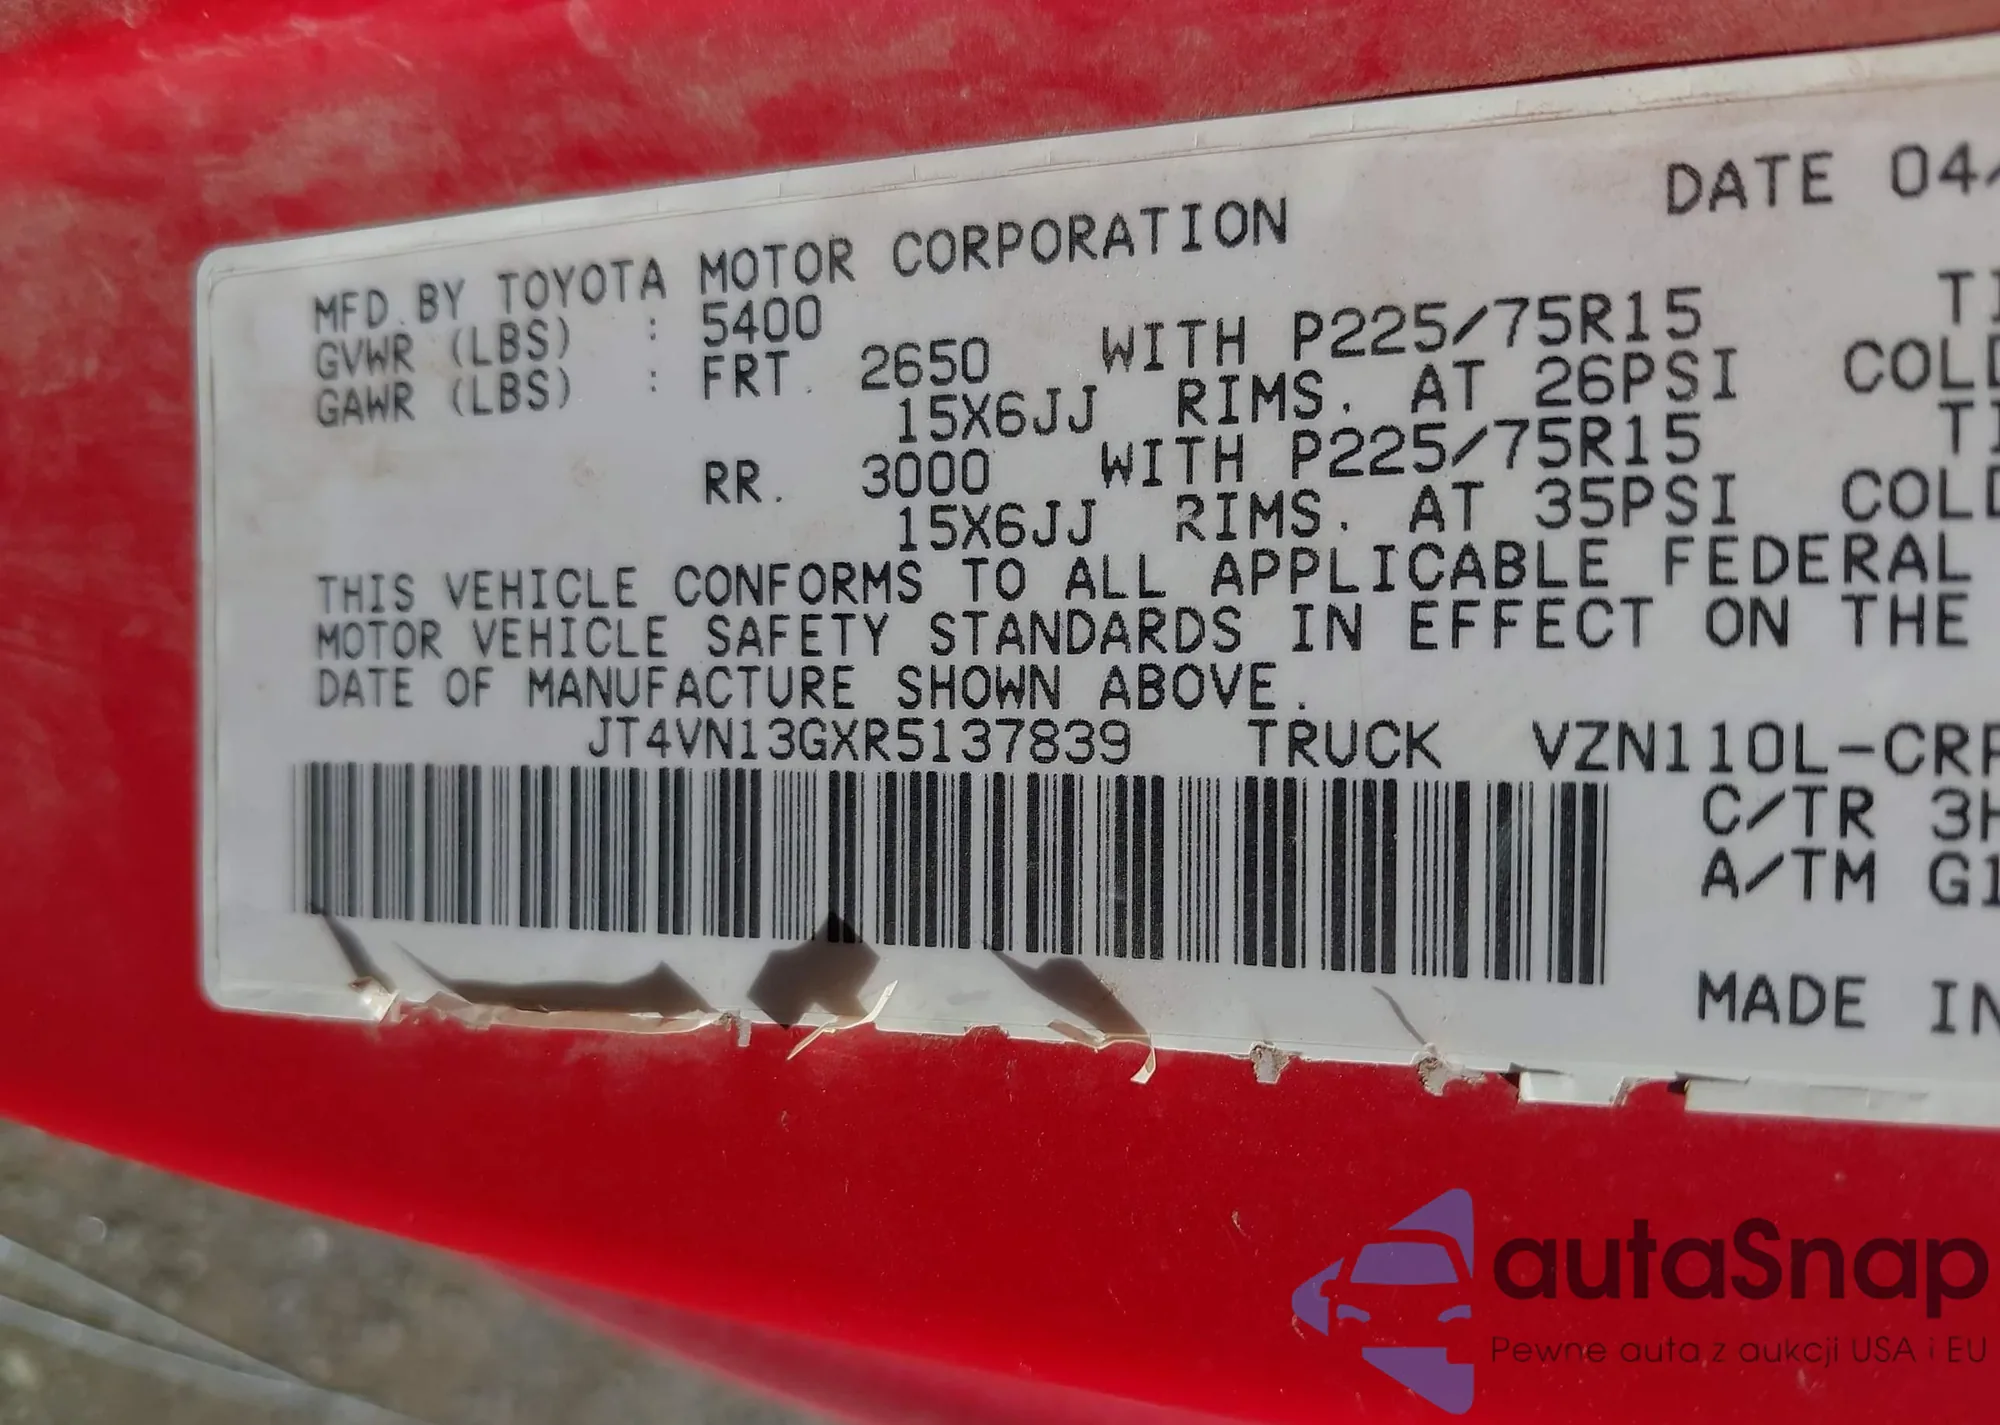 MFD. BY TOYOTA MOTOR CORPORATION DATE 04/
GVWR (LBS) : 5400
GAWR (LBS) : FRT. 2650 WITH P225/75R15 TI
15X6JJ RIMS. AT 26PSI COLD
RR. 3000 WITH P225/75R15 TI
15X6JJ RIMS. AT 35PSI COLD
THIS VEHICLE CONFORMS TO ALL APPLICABLE FEDERAL
MOTOR VEHICLE SAFETY STANDARDS IN EFFECT ON THE
DATE OF MANUFACTURE SHOWN ABOVE.
JT4VN13GXR5137839 TRUCK VZN110L-CRP
C/TR 3H
A/TM G1
MADE IN
autaSnap
Pewne auta z aukcji USA i EU